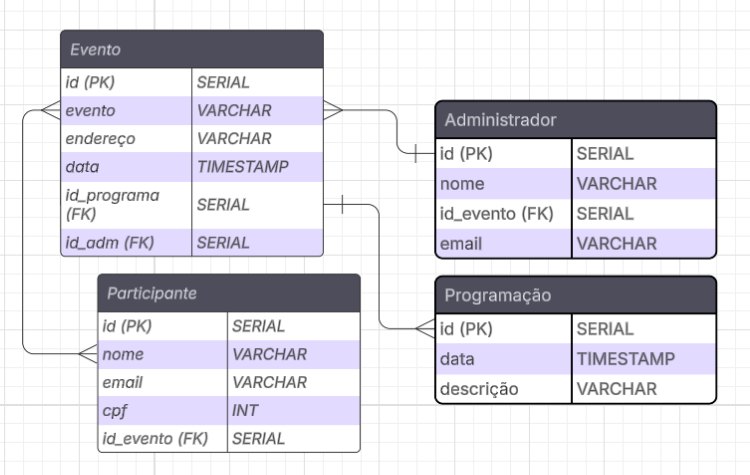 Evento
id (PK) SERIAL
evento VARCHAR
endereço VARCHAR
data TIMESTAMP
id_programa
(FK) SERIAL
id_adm (FK) SERIAL
Administrador
id (PK) SERIAL
nome VARCHAR
id_evento (FK) SERIAL
email VARCHAR
Participante
id (PK) SERIAL
nome VARCHAR
email VARCHAR
cpf INT
id_evento (FK) SERIAL
Programação
id (PK) SERIAL
data TIMESTAMP
descrição VARCHAR